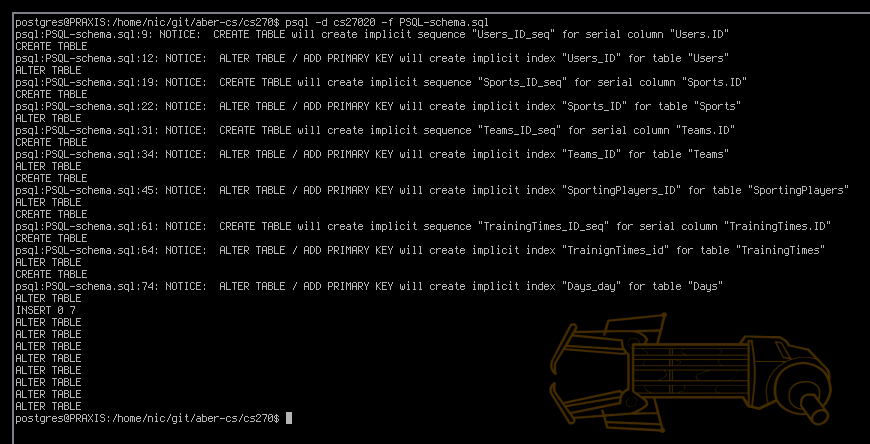 postgres@PRAXIS:/home/nic/git/aber-cs/cs270$ psql -d cs27020 -f PSQL-schema.sql
psql:PSQL-schema.sql:9: NOTICE:  CREATE TABLE will create implicit sequence "Users_ID_seq" for serial column "Users.ID"
CREATE TABLE
psql:PSQL-schema.sql:12: NOTICE:  ALTER TABLE / ADD PRIMARY KEY will create implicit index "Users_ID" for table "Users"
ALTER TABLE
psql:PSQL-schema.sql:19: NOTICE:  CREATE TABLE will create implicit sequence "Sports_ID_seq" for serial column "Sports.ID"
CREATE TABLE
psql:PSQL-schema.sql:22: NOTICE:  ALTER TABLE / ADD PRIMARY KEY will create implicit index "Sports_ID" for table "Sports"
ALTER TABLE
psql:PSQL-schema.sql:31: NOTICE:  CREATE TABLE will create implicit sequence "Teams_ID_seq" for serial column "Teams.ID"
CREATE TABLE
psql:PSQL-schema.sql:34: NOTICE:  ALTER TABLE / ADD PRIMARY KEY will create implicit index "Teams_ID" for table "Teams"
ALTER TABLE
CREATE TABLE
psql:PSQL-schema.sql:45: NOTICE:  ALTER TABLE / ADD PRIMARY KEY will create implicit index "SportingPlayers_ID" for table "SportingPlayers"
ALTER TABLE
CREATE TABLE
psql:PSQL-schema.sql:61: NOTICE:  CREATE TABLE will create implicit sequence "TrainingTimes_ID_seq" for serial column "TrainingTimes.ID"
CREATE TABLE
psql:PSQL-schema.sql:64: NOTICE:  ALTER TABLE / ADD PRIMARY KEY will create implicit index "TrainignTimes_id" for table "TrainingTimes"
ALTER TABLE
CREATE TABLE
psql:PSQL-schema.sql:74: NOTICE:  ALTER TABLE / ADD PRIMARY KEY will create implicit index "Days_day" for table "Days"
ALTER TABLE
INSERT 0 7
ALTER TABLE
ALTER TABLE
ALTER TABLE
ALTER TABLE
ALTER TABLE
ALTER TABLE
ALTER TABLE
ALTER TABLE
postgres@PRAXIS:/home/nic/git/aber-cs/cs270$